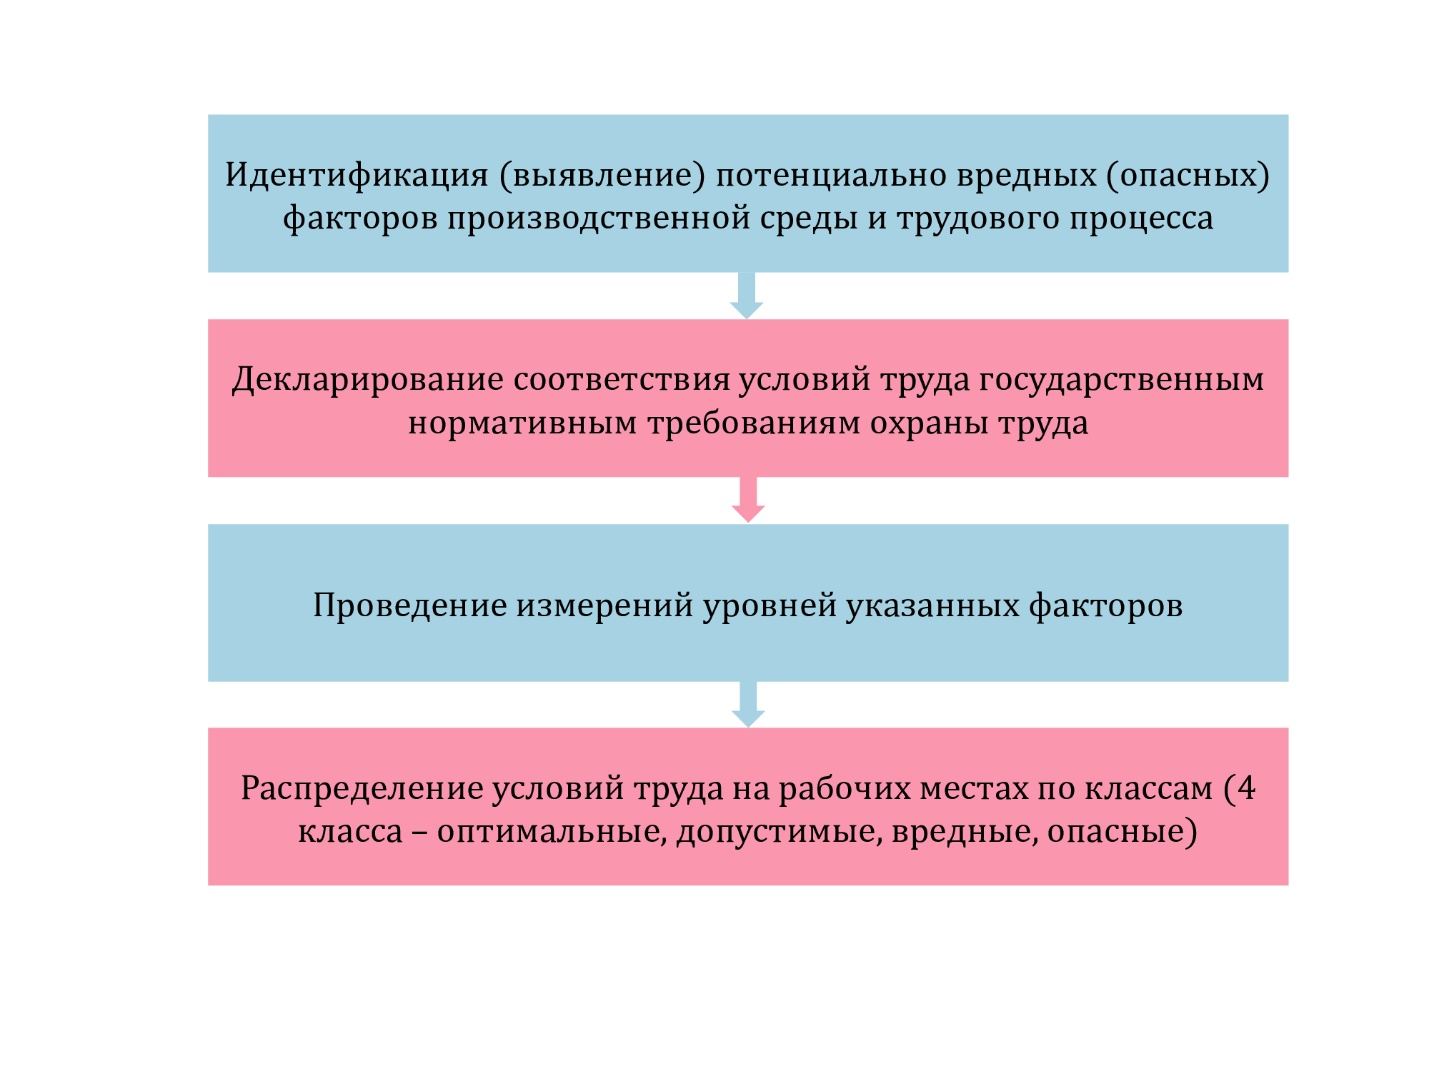 Идентификация (выявление) потенциально вредных (опасных)
факторов производственной среды и трудового процесса
Декларирование соответствия условий труда государственным
нормативным требованиям охраны труда
Проведение измерений уровней указанных факторов
Распределение условий труда на рабочих местах по классам (4
класса – оптимальные, допустимые, вредные, опасные)